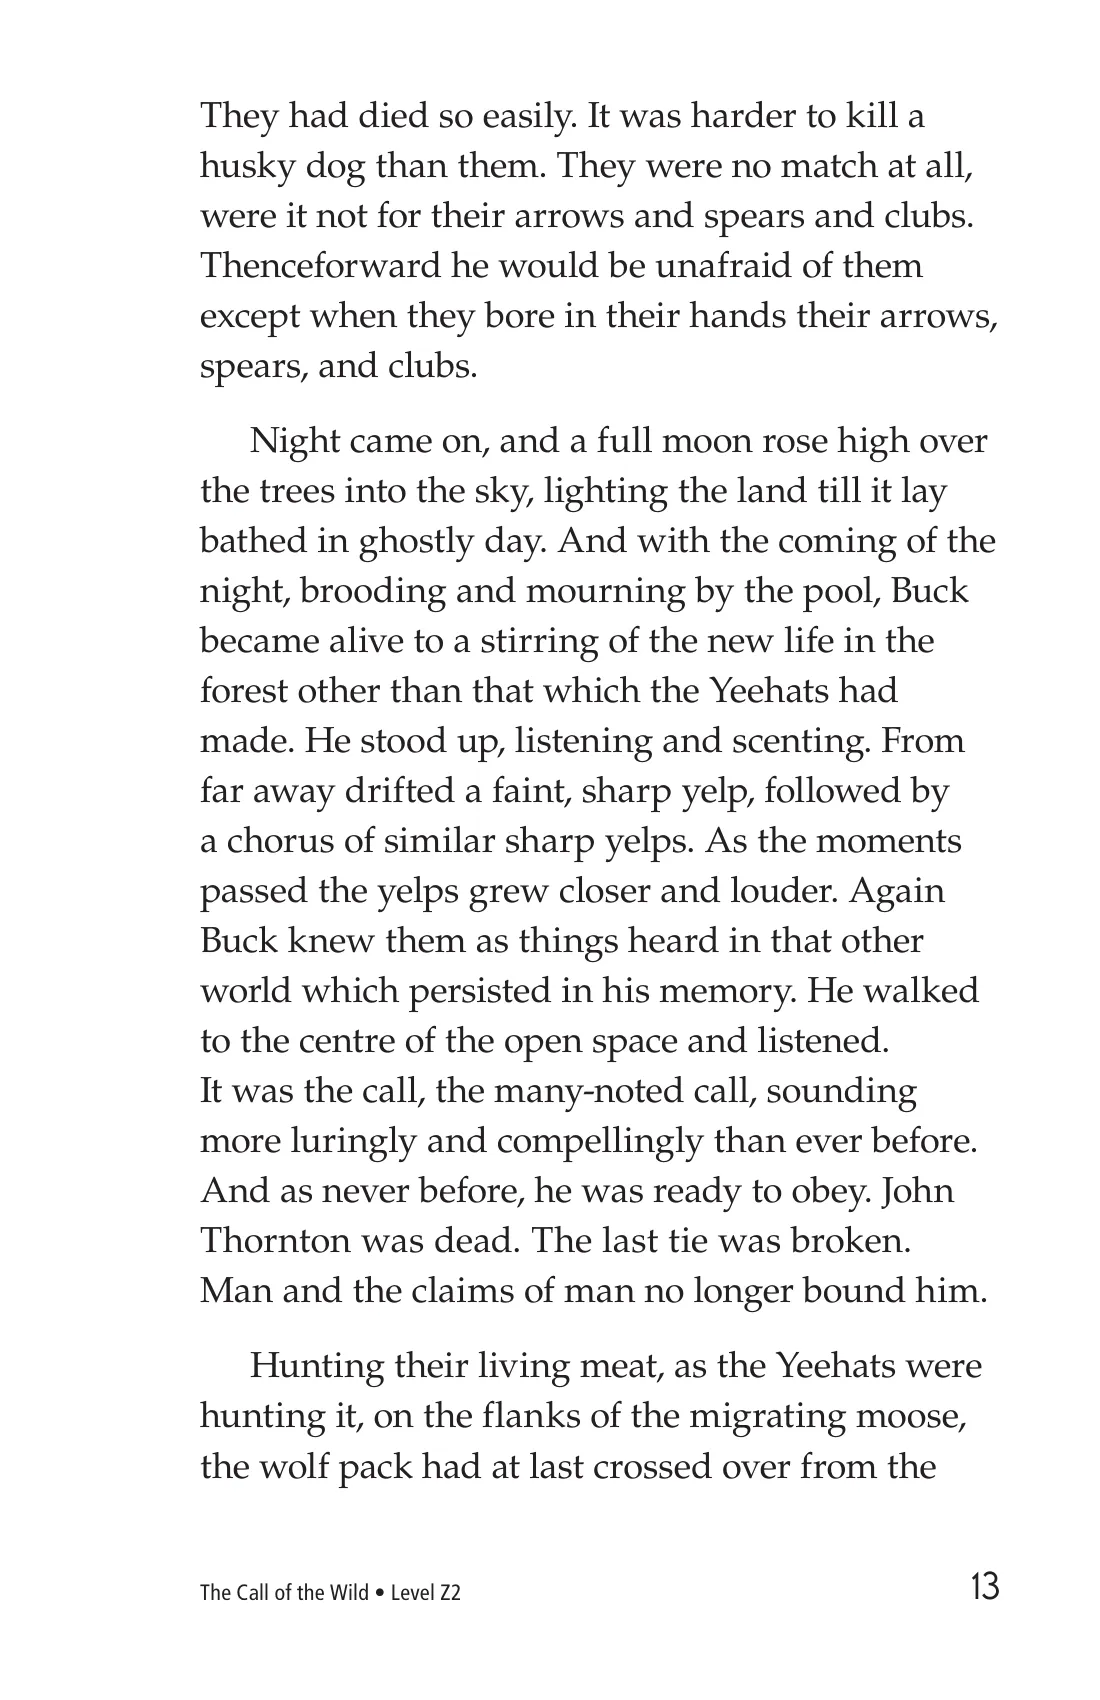 They had died so easily. It was harder to kill a
husky dog than them. They were no match at all,
were it not for their arrows and spears and clubs.
Thenceforward he would be unafraid of them
except when they bore in their hands their arrows,
spears, and clubs.
Night came on, and a full moon rose high over
the trees into the sky, lighting the land till it lay
bathed in ghostly day. And with the coming of the
night, brooding and mourning by the pool, Buck
became alive to a stirring of the new life in the
forest other than that which the Yeehats had
made. He stood up, listening and scenting. From
far away drifted a faint, sharp yelp, followed by
a chorus of similar sharp yelps. As the moments
passed the yelps grew closer and louder. Again
Buck knew them as things heard in that other
world which persisted in his memory. He walked
to the centre of the open space and listened.
It was the call, the many-noted call, sounding
more luringly and compellingly than ever before.
And as never before, he was ready to obey. John
Thornton was dead. The last tie was broken.
Man and the claims of man no longer bound him.
Hunting their living meat, as the Yeehats were
hunting it, on the flanks of the migrating moose,
the wolf pack had at last crossed over from the
The Call of the Wild • Level Z2 13